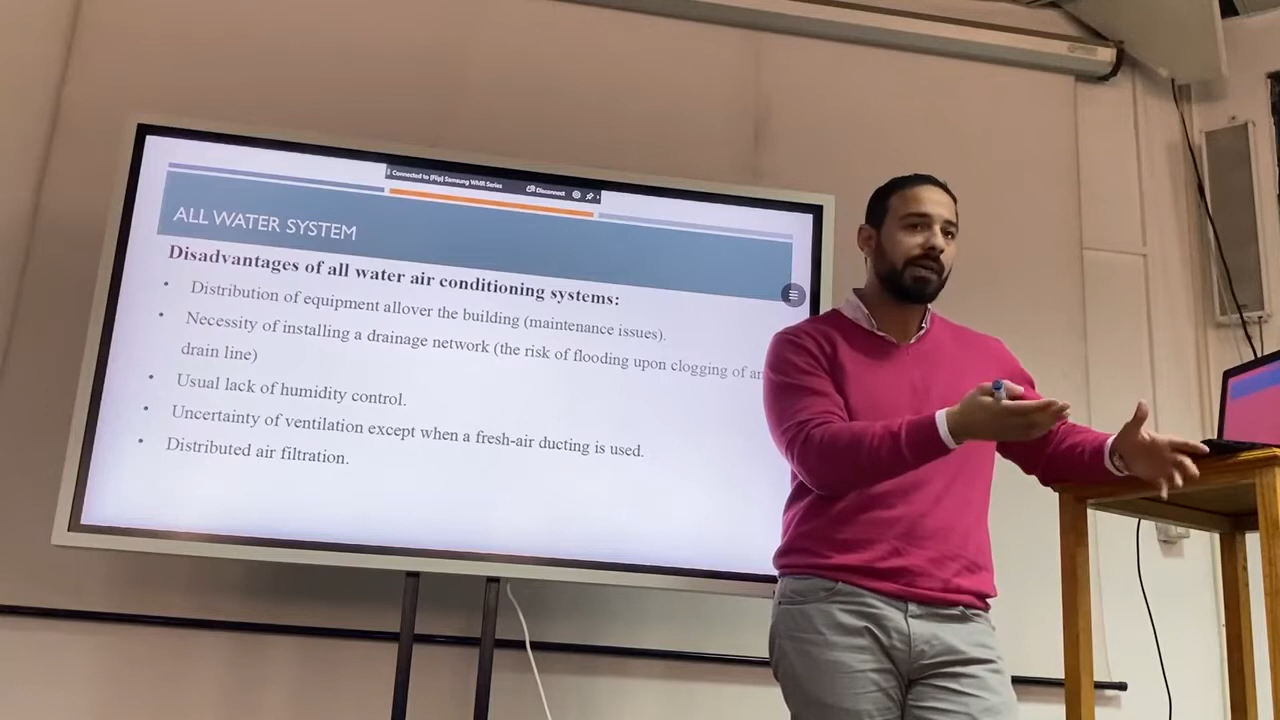 Connected to (Flip) Samsung WMR Series Disconnect
ALL WATER SYSTEM
Disadvantages of all water air conditioning systems:
• Distribution of equipment allover the building (maintenance issues).
• Necessity of installing a drainage network (the risk of flooding upon clogging of
drain line)
• Usual lack of humidity control.
• Uncertainty of ventilation except when a fresh-air ducting is used.
• Distributed air filtration.